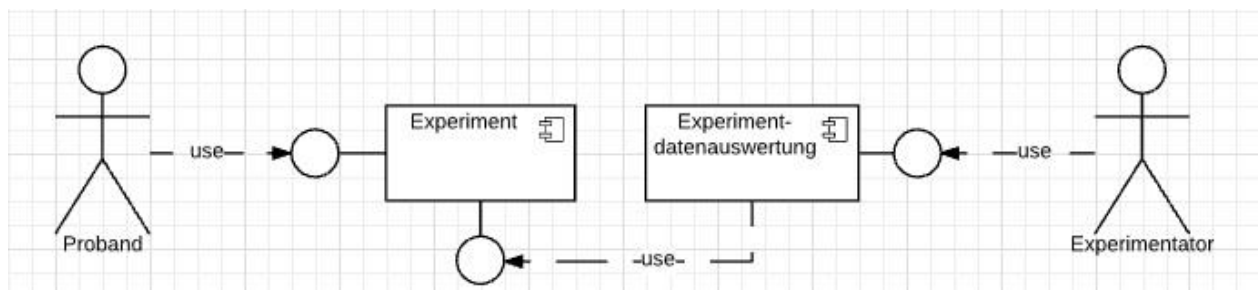 Experiment
Experiment-
datenauswertung
use
use
Proband
Experimentator
use